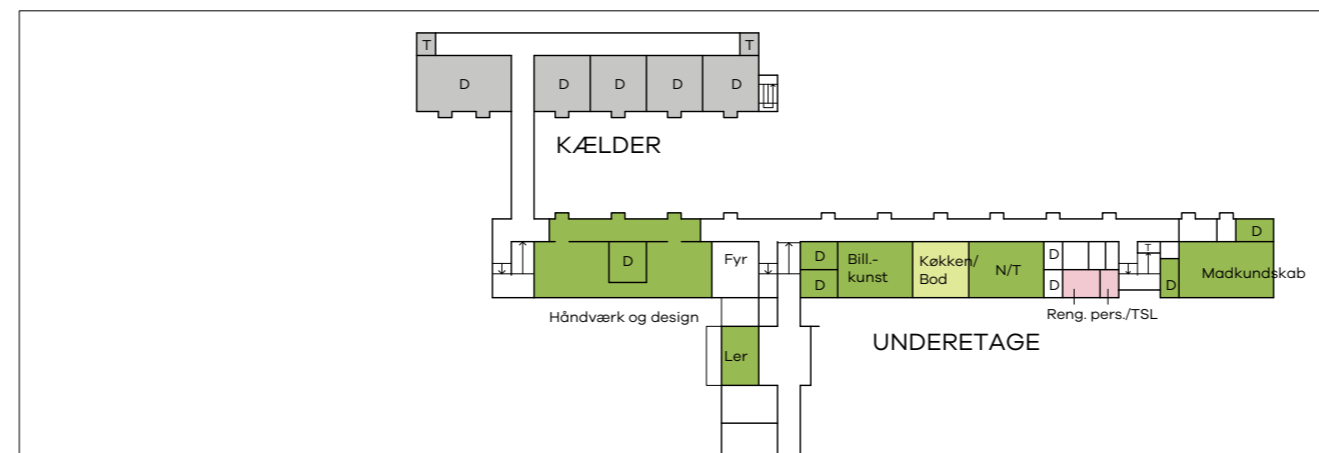 T
T
D
D
D
D
D
KÆLDER
D
D
D
Bill.-
kunst
Køkken/
Bod
N/T
D
T
Madkundskab
Fyr
D
D
D
Håndværk og design
Reng. pers./TSL
UNDERETAGE
Ler